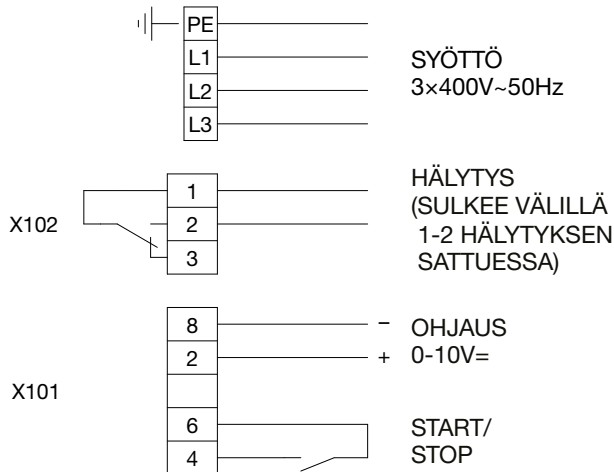 PE
L1
L2
L3
SYÖTTÖ
3×400V~50Hz
X102
1
2
3
HÄLYTYS
(SULKEE VÄLILLÄ
1-2 HÄLYTYKSEN
SATTUESSA)
X101
8
2
6
4
– OHJAUS
+ 0-10V=
START/
STOP